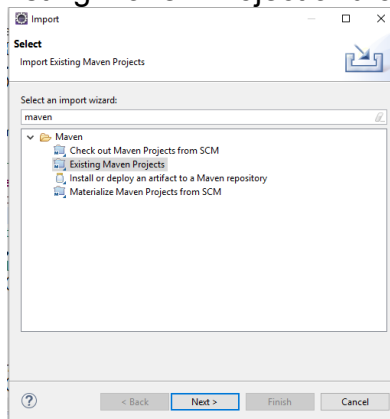 Import
Select
Import Existing Maven Projects
Select an import wizard:
maven
Maven
Check out Maven Projects from SCM
Existing Maven Projects
Install or deploy an artifact to a Maven repository
Materialize Maven Projects from SCM
?
< Back Next > Finish Cancel